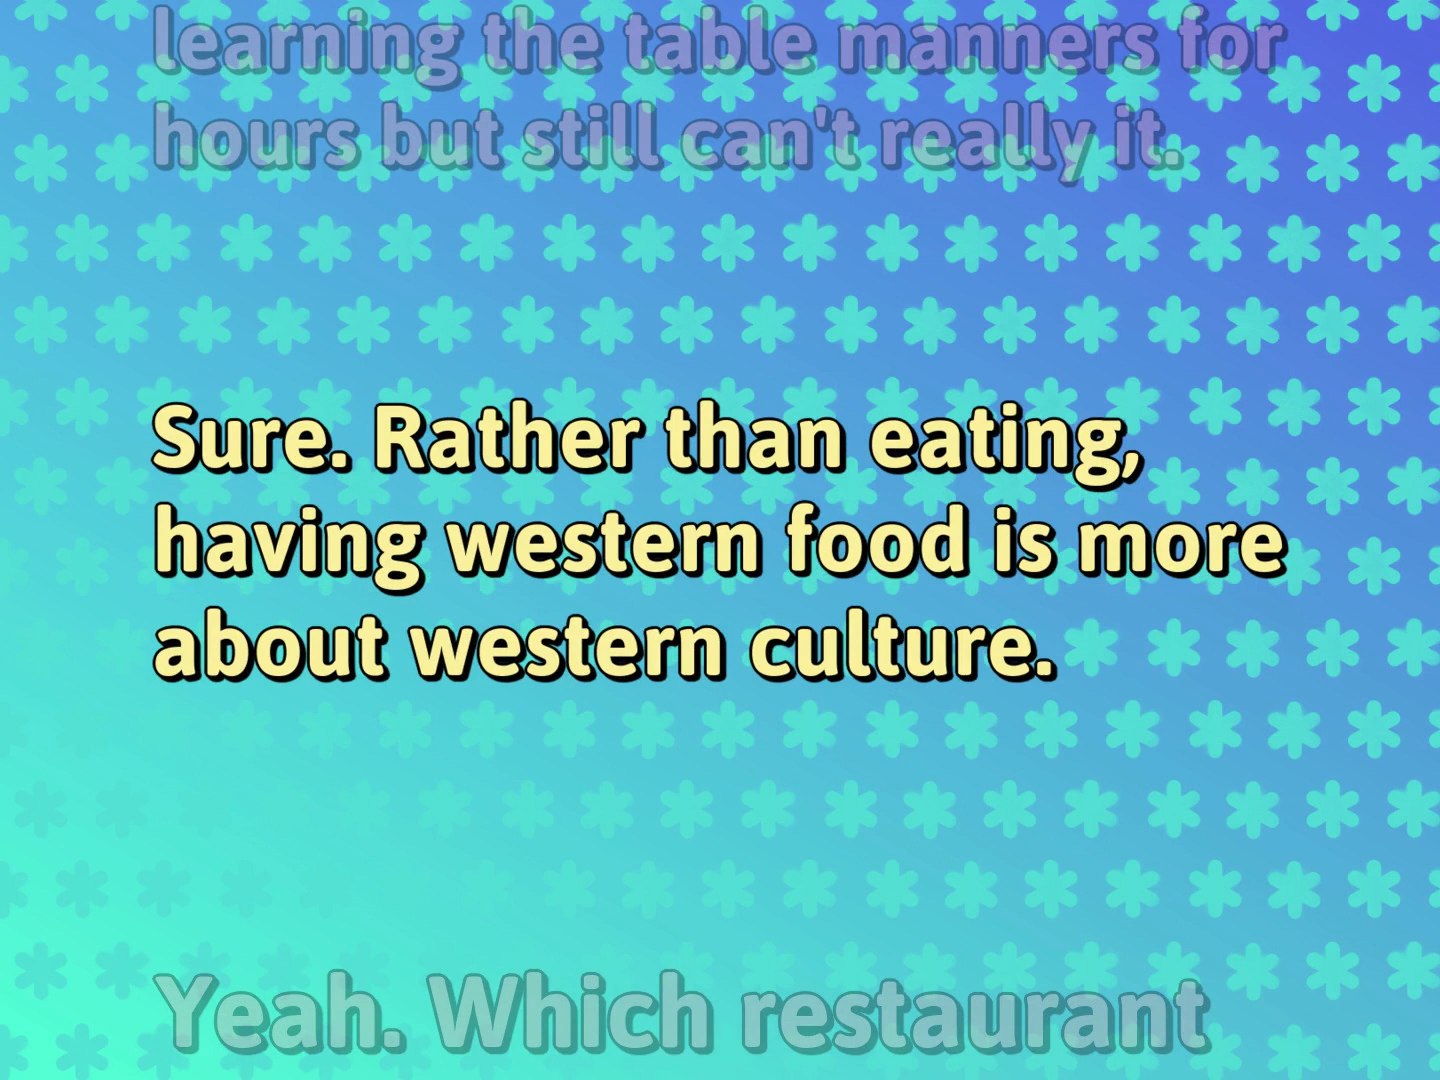 learning the table manners for
hours but still can't really it.
Sure. Rather than eating,
having western food is more
about western culture.
Yeah. Which restaurant